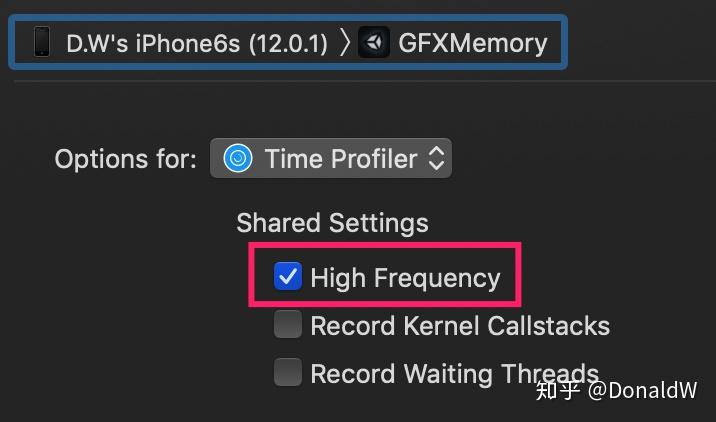 D.W's iPhone6s (12.0.1) 〉 GFXMemory
Options for: Time Profiler
Shared Settings
High Frequency
Record Kernel Callstacks
Record Waiting Threads
知乎 @DonaldW